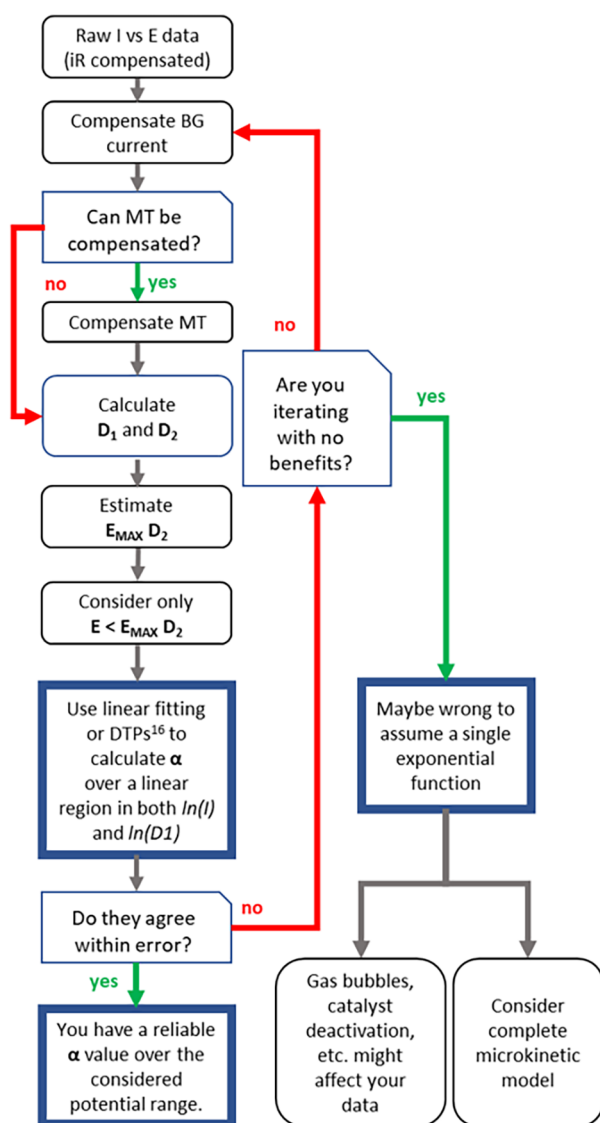 Raw I vs E data
(iR compensated)
Compensate BG
current
Can MT be
compensated?
no
yes
Compensate MT
Calculate
D₁ and D₂
Estimate
E_MAX D₂
Consider only
E < E_MAX D₂
Use linear fitting
or DTPs¹⁶ to
calculate α
over a linear
region in both ln(I)
and ln(D1)
Do they agree
within error?
no
yes
You have a reliable
α value over the
considered
potential range.
no
Are you
iterating
with no
benefits?
yes
Maybe wrong to
assume a single
exponential
function
Gas bubbles,
catalyst
deactivation,
etc. might
affect your
data
Consider
complete
microkinetic
model